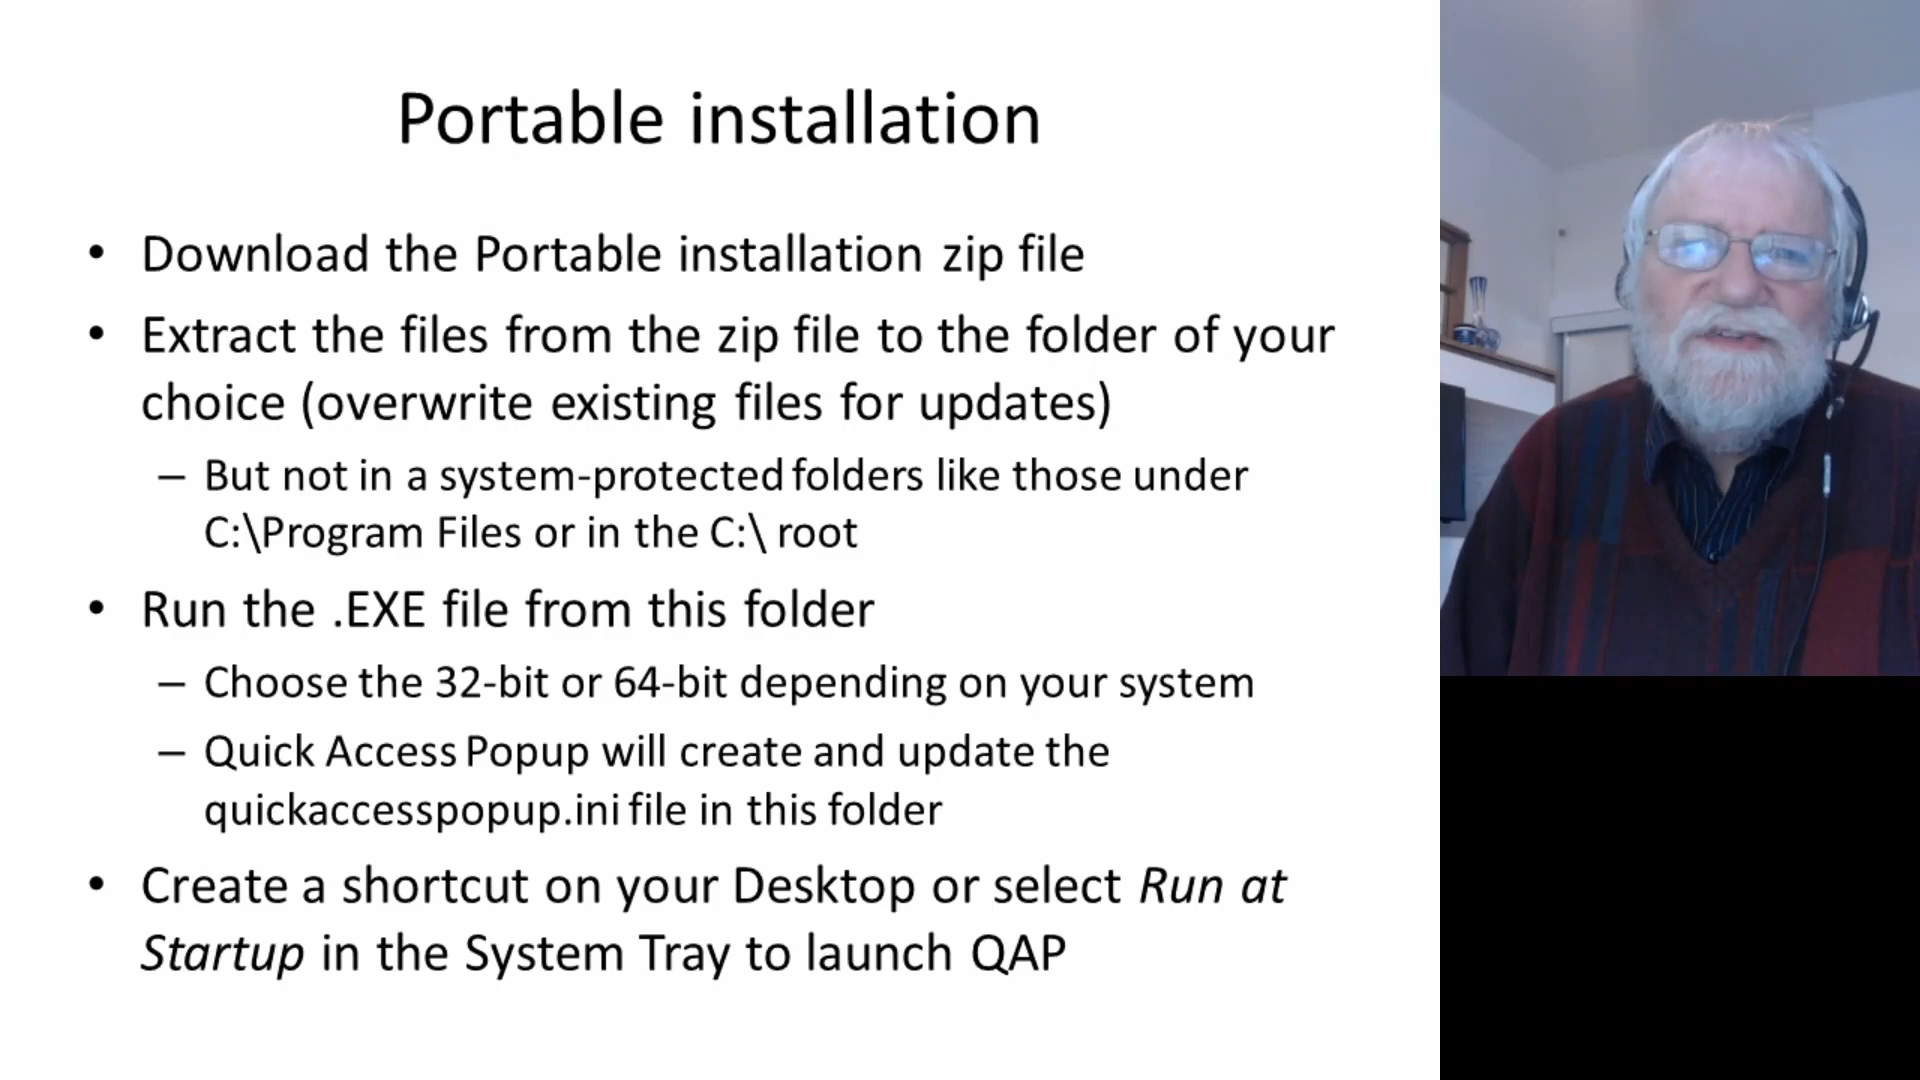 Portable installation
• Download the Portable installation zip file
• Extract the files from the zip file to the folder of your
choice (overwrite existing files for updates)
– But not in a system-protected folders like those under
C:\Program Files or in the C:\ root
• Run the .EXE file from this folder
– Choose the 32-bit or 64-bit depending on your system
– Quick Access Popup will create and update the
quickaccesspopup.ini file in this folder
• Create a shortcut on your Desktop or select Run at
Startup in the System Tray to launch QAP